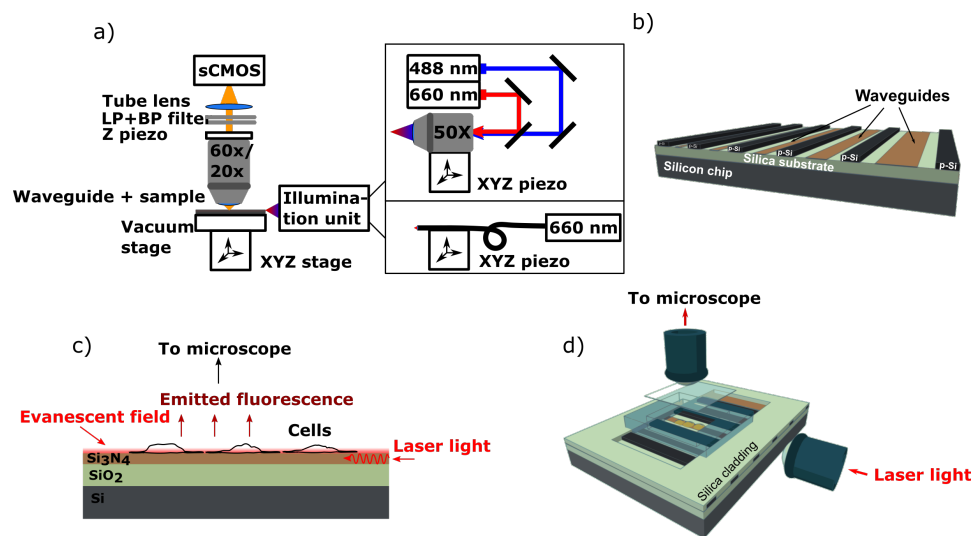 a)
sCMOS
Tube lens
LP+BP filter
Z piezo
60x/
20x
Waveguide + sample
Vacuum
stage
XYZ stage
Illumina-
tion unit
488 nm
660 nm
50X
XYZ piezo
660 nm
XYZ piezo
b)
Waveguides
p-Si
p-Si
p-Si
p-Si
p-Si
Silica substrate
Silicon chip
c)
To microscope
Emitted fluorescence
Evanescent field
Cells
Laser light
Si3N4
SiO2
Si
d)
To microscope
Silica cladding
Laser light